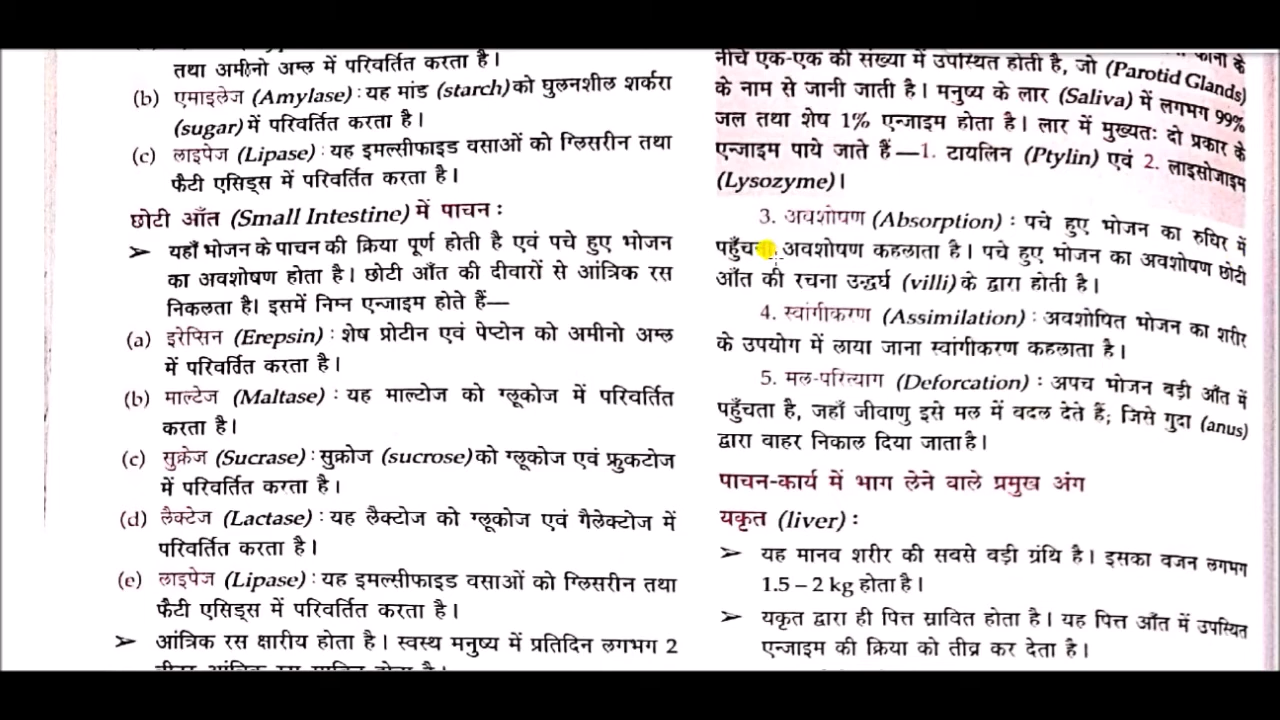 तथा अमीनो अम्ल में परिवर्तित करता है।
(b) एमाइलेज (Amylase) : यह मांड (starch) को घुलनशील शर्करा
(sugar) में परिवर्तित करता है।
(c) लाइपेज (Lipase) : यह इमल्सीफाइड वसाओं को ग्लिसरीन तथा
फैटी एसिड्स में परिवर्तित करता है।
छोटी आँत (Small Intestine) में पाचन :
➢ यहाँ भोजन के पाचन की क्रिया पूर्ण होती है एवं पचे हुए भोजन
का अवशोषण होता है। छोटी आँत की दीवारों से आंत्रिक रस
निकलता है। इसमें निम्न एन्जाइम होते हैं—
(a) इरेप्सिन (Erepsin) : शेष प्रोटीन एवं पेप्टोन को अमीनो अम्ल
में परिवर्तित करता है।
(b) माल्टेज (Maltase) : यह माल्टोज को ग्लूकोज में परिवर्तित
करता है।
(c) सुक्रेज (Sucrase) : सुक्रोज (sucrose) को ग्लूकोज एवं फ्रुकटोज
में परिवर्तित करता है।
(d) लैक्टेज (Lactase) : यह लैक्टोज को ग्लूकोज एवं गैलेक्टोज में
परिवर्तित करता है।
(e) लाइपेज (Lipase) : यह इमल्सीफाइड वसाओं को ग्लिसरीन तथा
फैटी एसिड्स में परिवर्तित करता है।
➢ आंत्रिक रस क्षारीय होता है। स्वस्थ मनुष्य में प्रतिदिन लगभग 2
नीचे एक-एक की संख्या में उपस्थित होती है, जो (Parotid Glands)
के नाम से जानी जाती है। मनुष्य के लार (Saliva) में लगभग 99%
जल तथा शेष 1% एन्जाइम होता है। लार में मुख्यतः दो प्रकार के
एन्जाइम पाये जाते हैं—1. टायलिन (Ptylin) एवं 2. लाइसोजाइम
(Lysozyme)।
3. अवशोषण (Absorption) : पचे हुए भोजन का रुधिर में
पहुँचना अवशोषण कहलाता है। पचे हुए भोजन का अवशोषण छोटी
आँत की रचना उद्धर्घ (villi) के द्वारा होती है।
4. स्वांगीकरण (Assimilation) : अवशोषित भोजन का शरीर
के उपयोग में लाया जाना स्वांगीकरण कहलाता है।
5. मल-परित्याग (Deforcation) : अपच भोजन बड़ी आँत में
पहुँचता है, जहाँ जीवाणु इसे मल में बदल देते हैं; जिसे गुदा (anus)
द्वारा बाहर निकाल दिया जाता है।
पाचन-कार्य में भाग लेने वाले प्रमुख अंग
यकृत (liver) :
➢ यह मानव शरीर की सबसे बड़ी ग्रंथि है। इसका वजन लगभग
1.5 – 2 kg होता है।
➢ यकृत द्वारा ही पित्त स्रावित होता है। यह पित्त आँत में उपस्थित
एन्जाइम की क्रिया को तीव्र कर देता है।